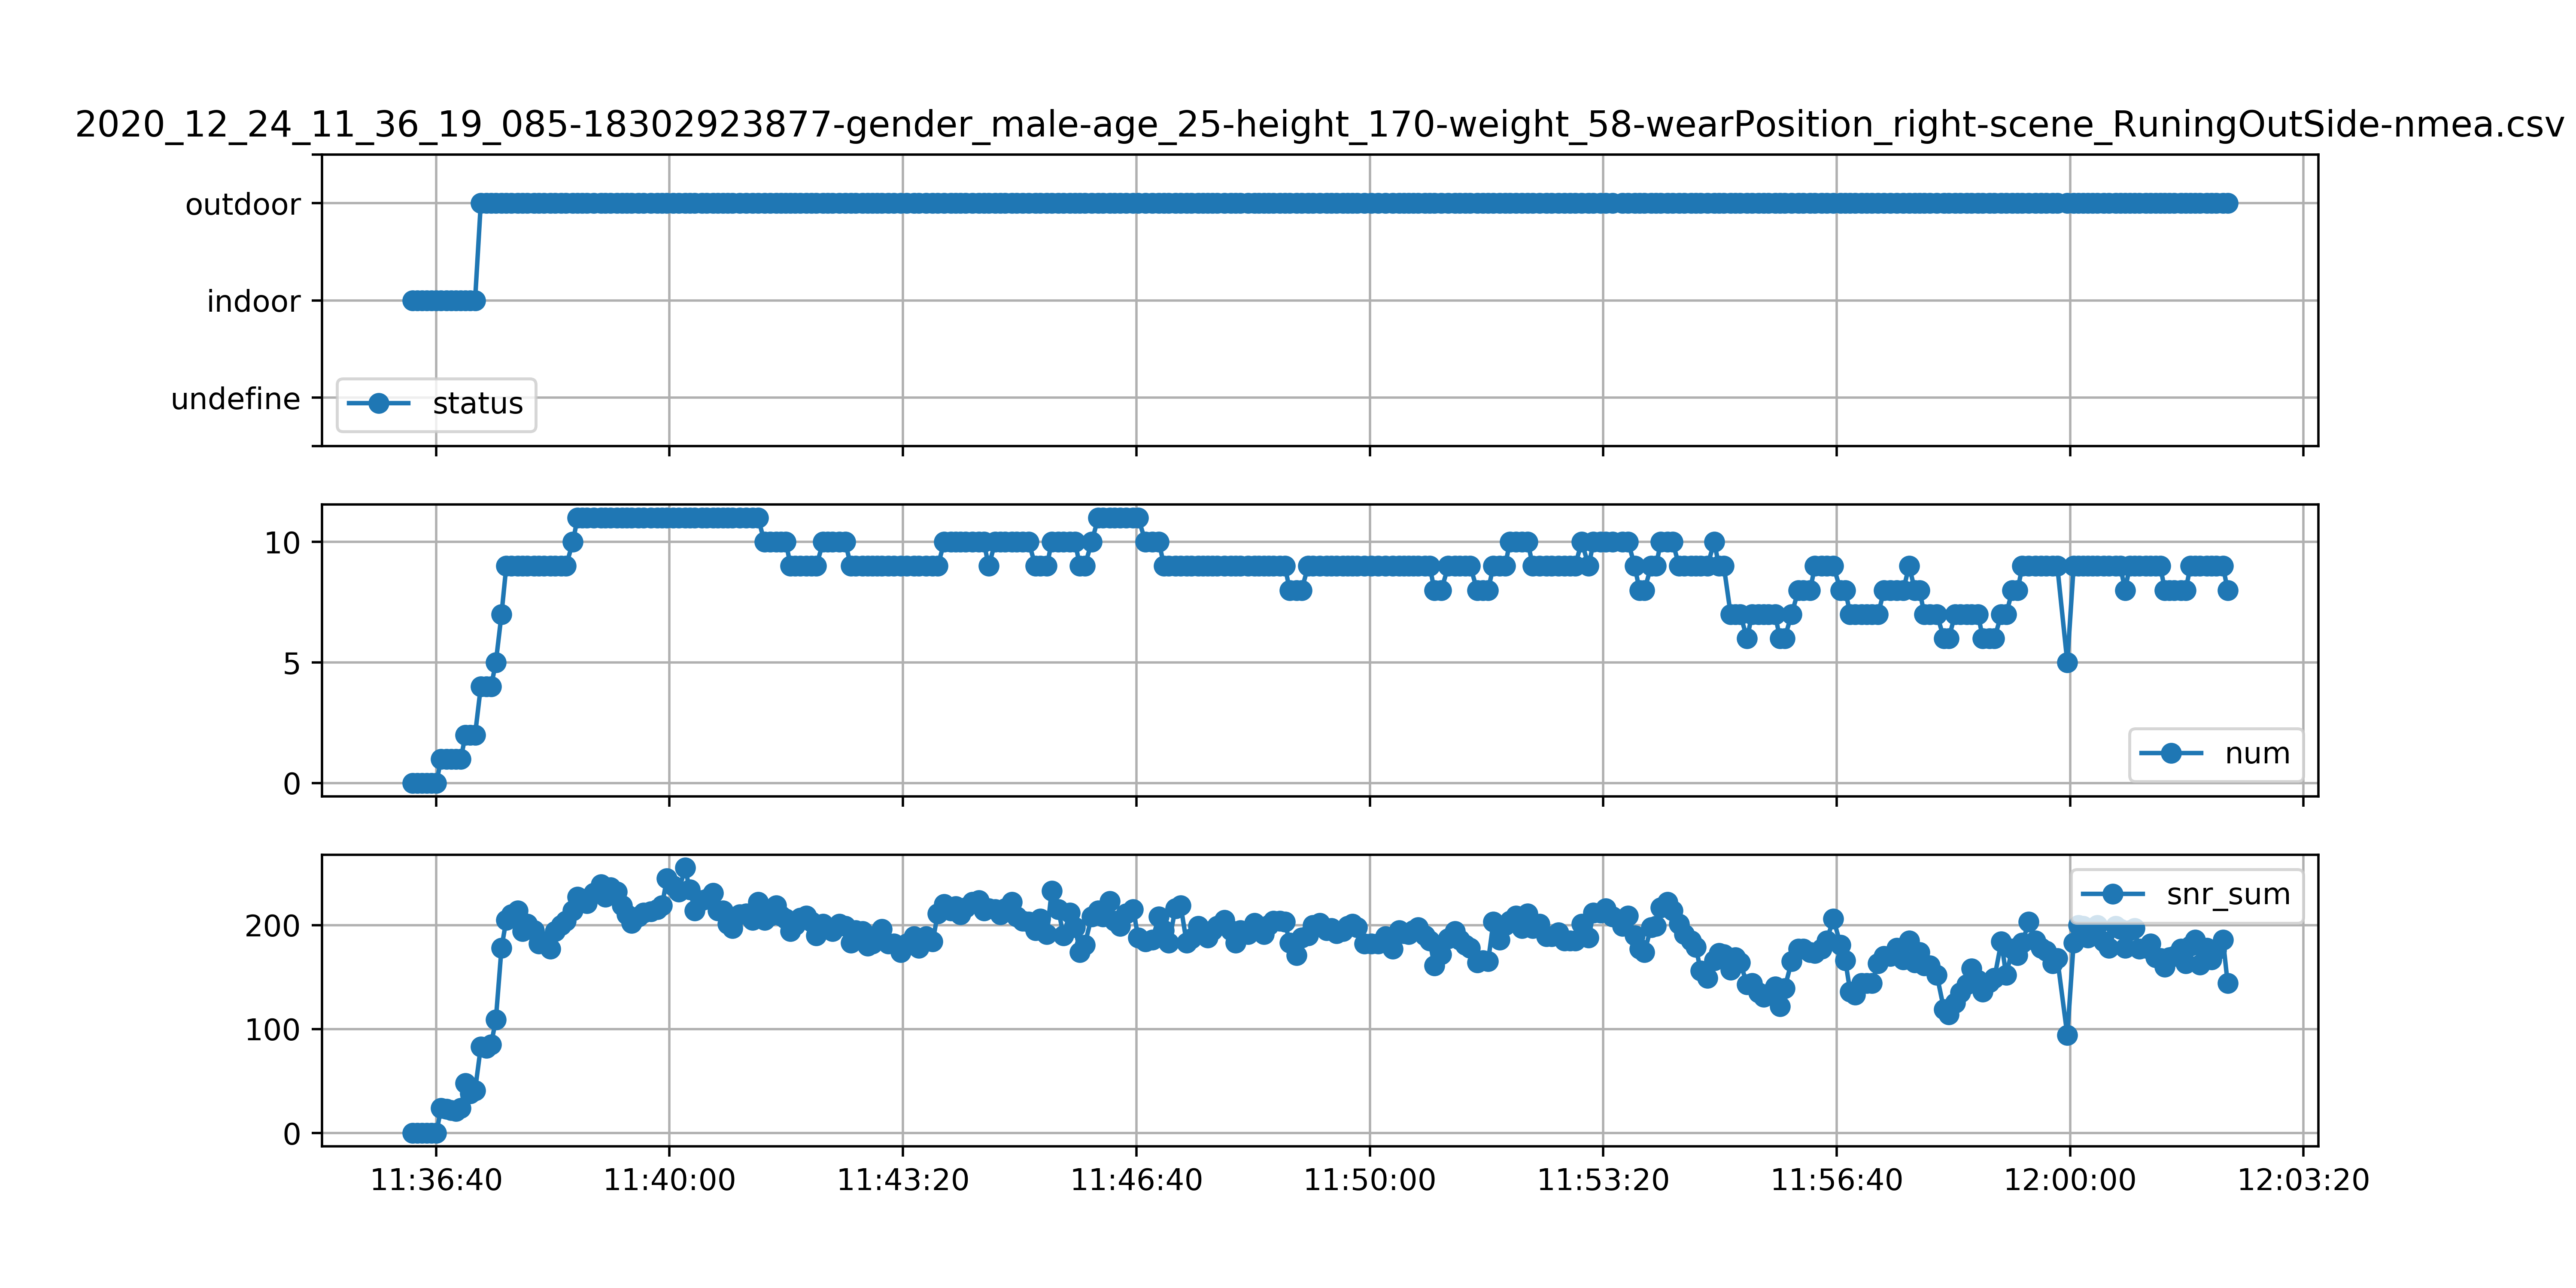 2020_12_24_11_36_19_085-18302923877-gender_male-age_25-height_170-weight_58-wearPosition_right-scene_RuningOutSide-nmea.csv
outdoor
indoor
undefine
status
10
5
0
num
200
100
0
snr_sum
11:36:40 11:40:00 11:43:20 11:46:40 11:50:00 11:53:20 11:56:40 12:00:00 12:03:20